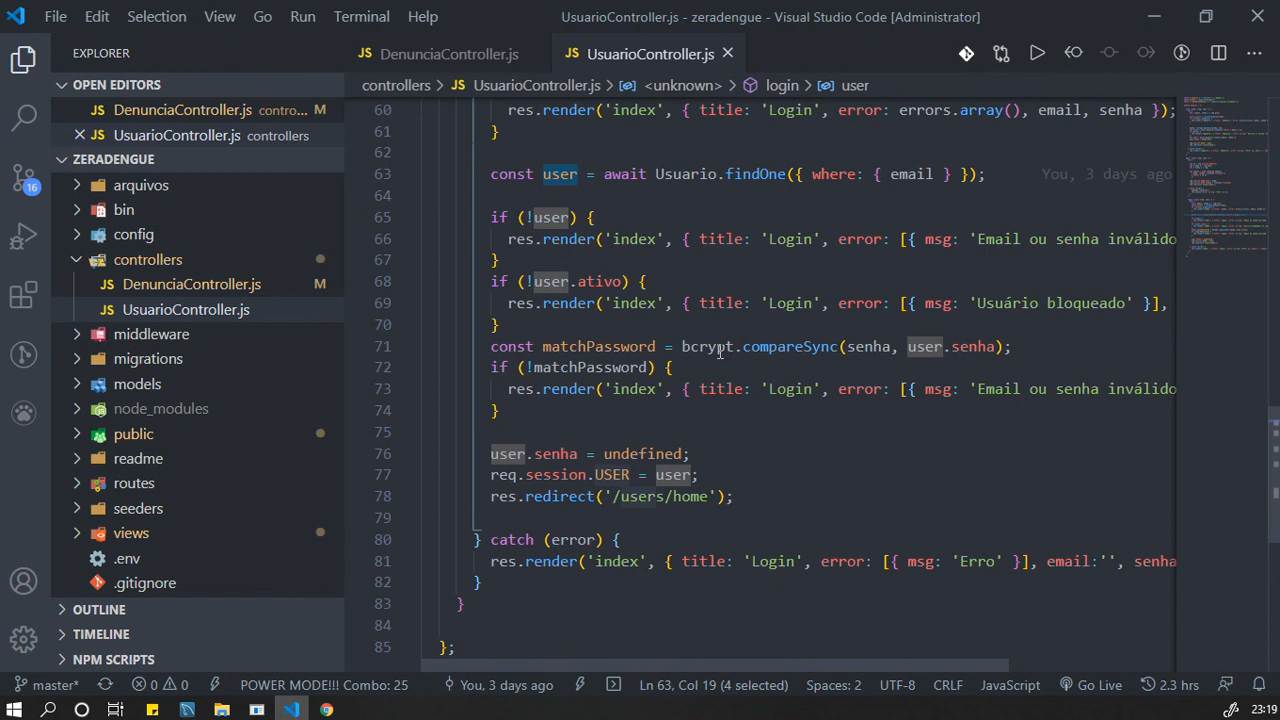 File Edit Selection View Go Run Terminal Help UsuarioController.js - zeradengue - Visual Studio Code [Administrator]
EXPLORER
JS DenunciaController.js JS UsuarioController.js
OPEN EDITORS
JS DenunciaController.js contro... M
JS UsuarioController.js controllers
ZERADENGUE
arquivos
bin
config
controllers
JS DenunciaController.js M
JS UsuarioController.js
middleware
migrations
models
node_modules
public
readme
routes
seeders
views
.env
.gitignore
OUTLINE
TIMELINE
NPM SCRIPTS
16
controllers > JS UsuarioController.js > <unknown> > login > user
60 res.render('index', { title: 'Login', error: errors.array(), email, senha });
61 }
62
63 const user = await Usuario.findOne({ where: { email } }); You, 3 days ago
64
65 if (!user) {
66 res.render('index', { title: 'Login', error: [{ msg: 'Email ou senha inválido
67 }
68 if (!user.ativo) {
69 res.render('index', { title: 'Login', error: [{ msg: 'Usuário bloqueado' }],
70 }
71 const matchPassword = bcrypt.compareSync(senha, user.senha);
72 if (!matchPassword) {
73 res.render('index', { title: 'Login', error: [{ msg: 'Email ou senha inválido
74 }
75
76 user.senha = undefined;
77 req.session.USER = user;
78 res.redirect('/users/home');
79
80 } catch (error) {
81 res.render('index', { title: 'Login', error: [{ msg: 'Erro' }], email:'', senha
82 }
83 }
84
85 };
master* 0 0 POWER MODE!!! Combo: 25 You, 3 days ago Ln 63, Col 19 (4 selected) Spaces: 2 UTF-8 CRLF JavaScript Go Live 2.3 hrs
23:19